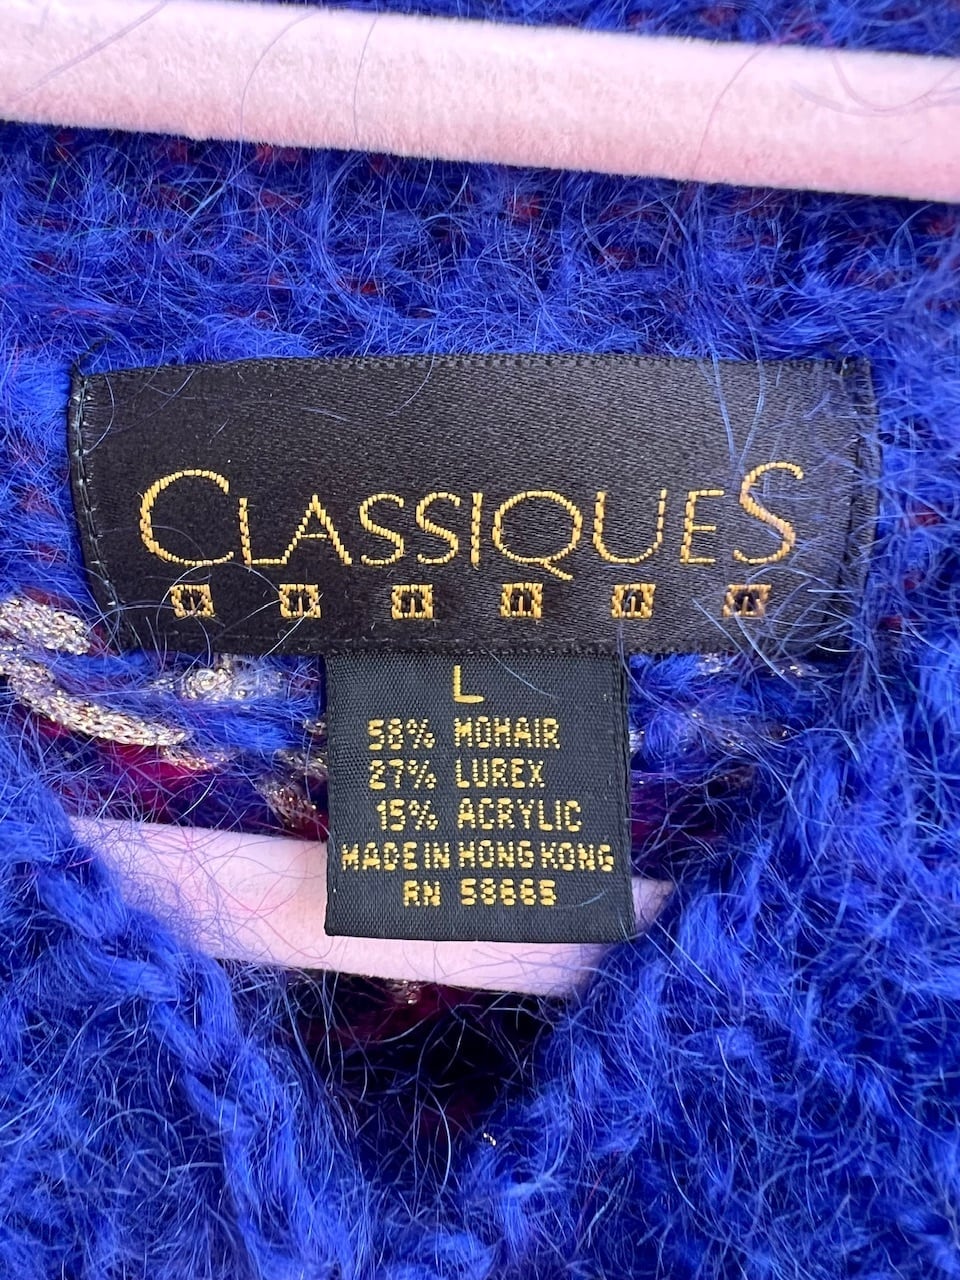 CLASSIQUES
L
58% MOHAIR
27% LUREX
15% ACRYLIC
MADE IN HONG KONG
RN 58665